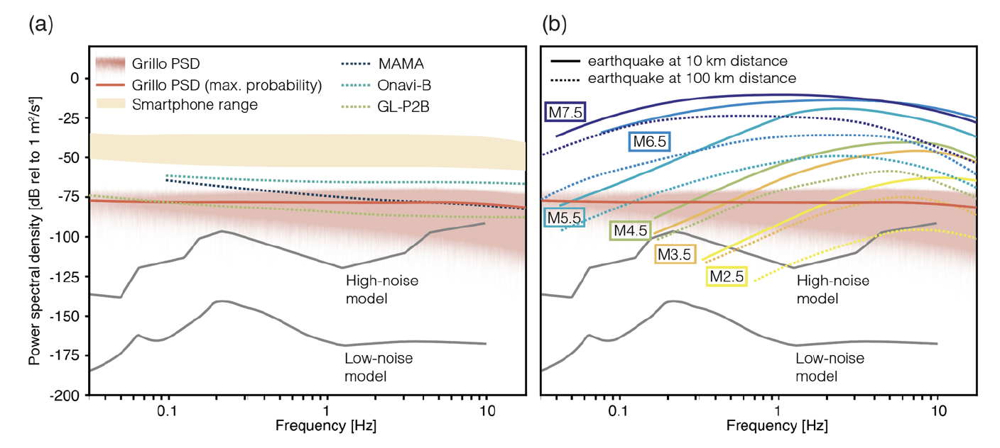 (a)
Power spectral density [dB rel to 1 m²/s⁴]
0
-25
-50
-75
-100
-125
-150
-175
-200
Grillo PSD
Grillo PSD (max. probability)
Smartphone range
MAMA
Onavi-B
GL-P2B
High-noise
model
Low-noise
model
0.1
1
10
Frequency [Hz]
(b)
earthquake at 10 km distance
earthquake at 100 km distance
M7.5
M6.5
M5.5
M4.5
M3.5
M2.5
High-noise
model
Low-noise
model
0.1
1
10
Frequency [Hz]